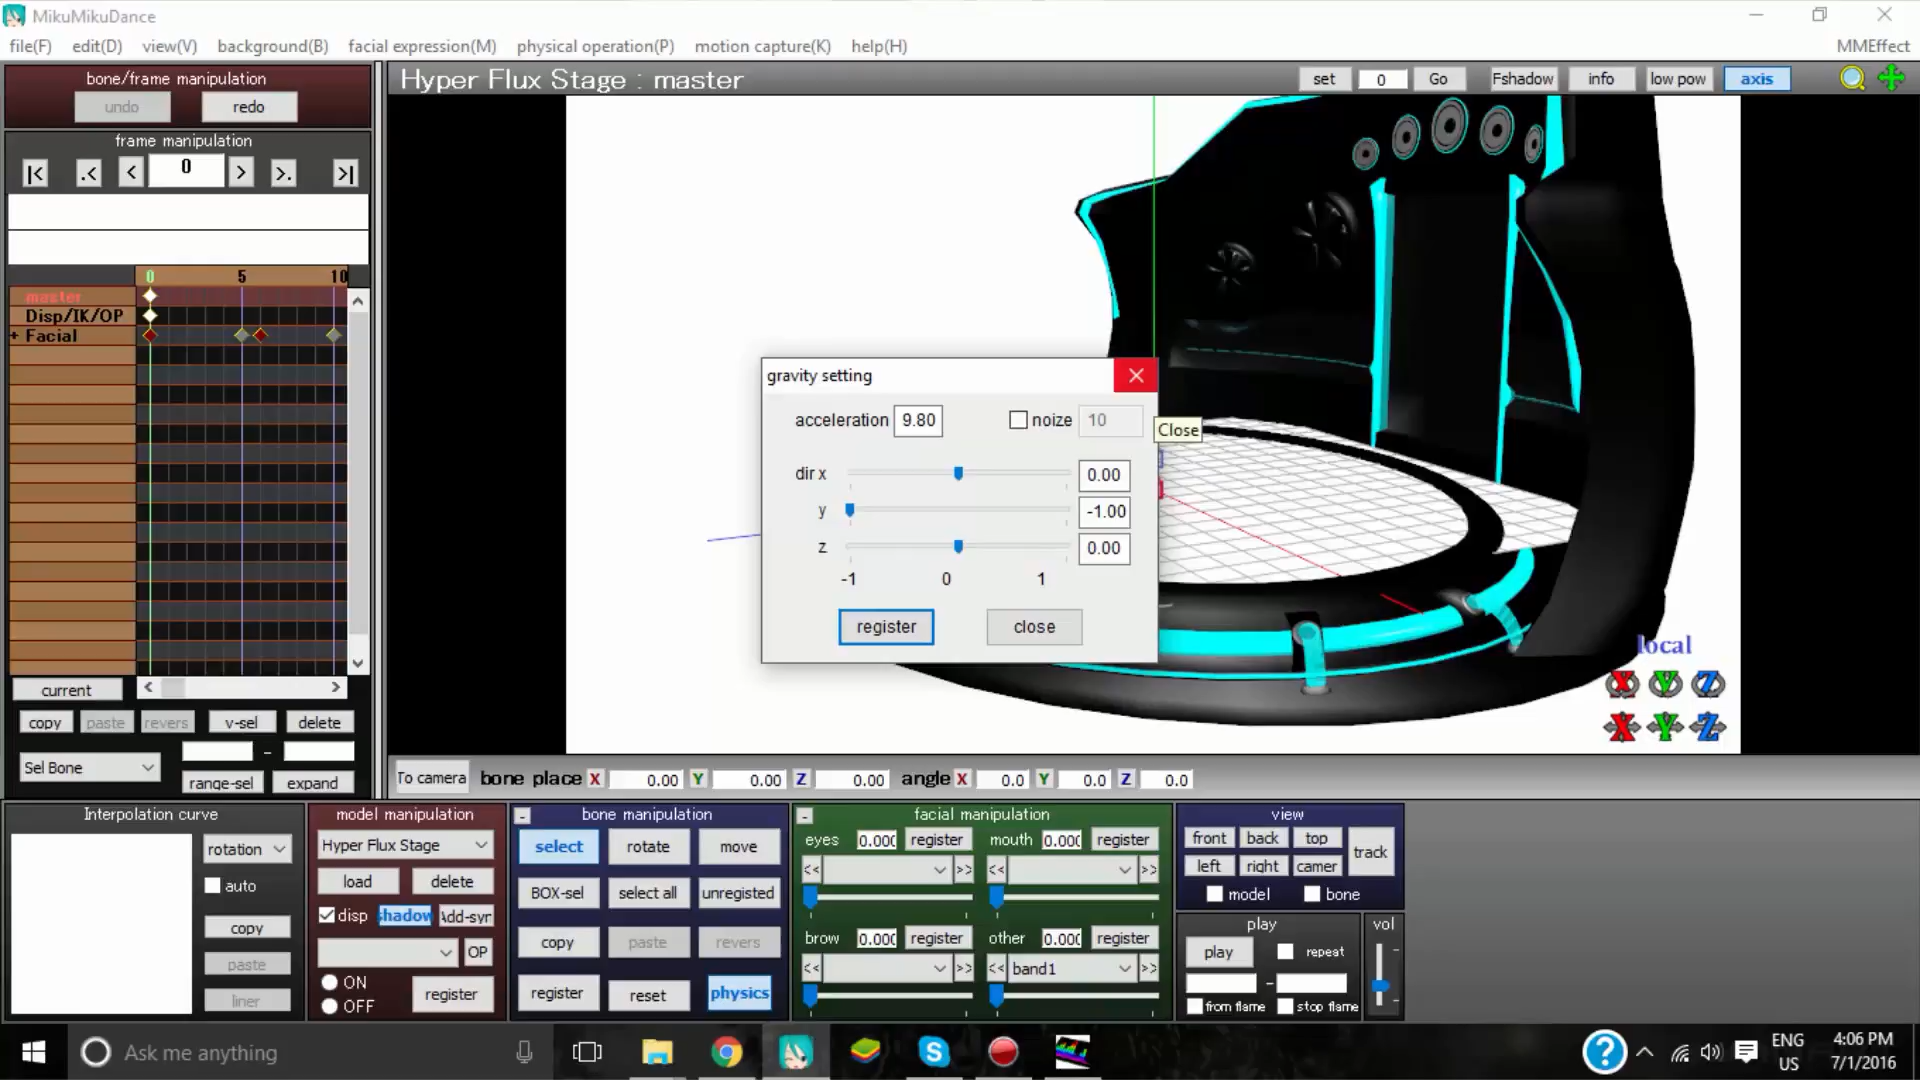 MikuMikuDance
file(F) edit(D) view(V) background(B) facial expression(M) physical operation(P) motion capture(K) help(H) MMEffect
bone/frame manipulation
undo redo
Hyper Flux Stage : master
set 0 Go Fshadow info low pow axis
frame manipulation
|< .< < 0 > >. >|
0 5 10
master
Disp/IK/OP
+ Facial
gravity setting
acceleration 9.80 noize 10
Close
dir x 0.00
y -1.00
z 0.00
-1 0 1
register close
local
X Y Z
X Y Z
current < >
copy paste revers v-sel delete
-
Sel Bone range-sel expand
To camera bone place X 0.00 Y 0.00 Z 0.00 angle X 0.0 Y 0.0 Z 0.0
Interpolation curve
rotation
auto
copy
paste
liner
model manipulation
Hyper Flux Stage
load delete
disp shadow Add-syn
OP
ON
OFF register
- bone manipulation
select rotate move
BOX-sel select all unregisted
copy paste revers
register reset physics
- facial manipulation
eyes 0.000 register mouth 0.000 register
<< >> << >>
brow 0.000 register other 0.000 register
<< >> << band1 >>
view
front back top track
left right camer
model bone
play
play repeat
-
from flame stop flame
vol
Ask me anything
ENG
US
4:06 PM
7/1/2016